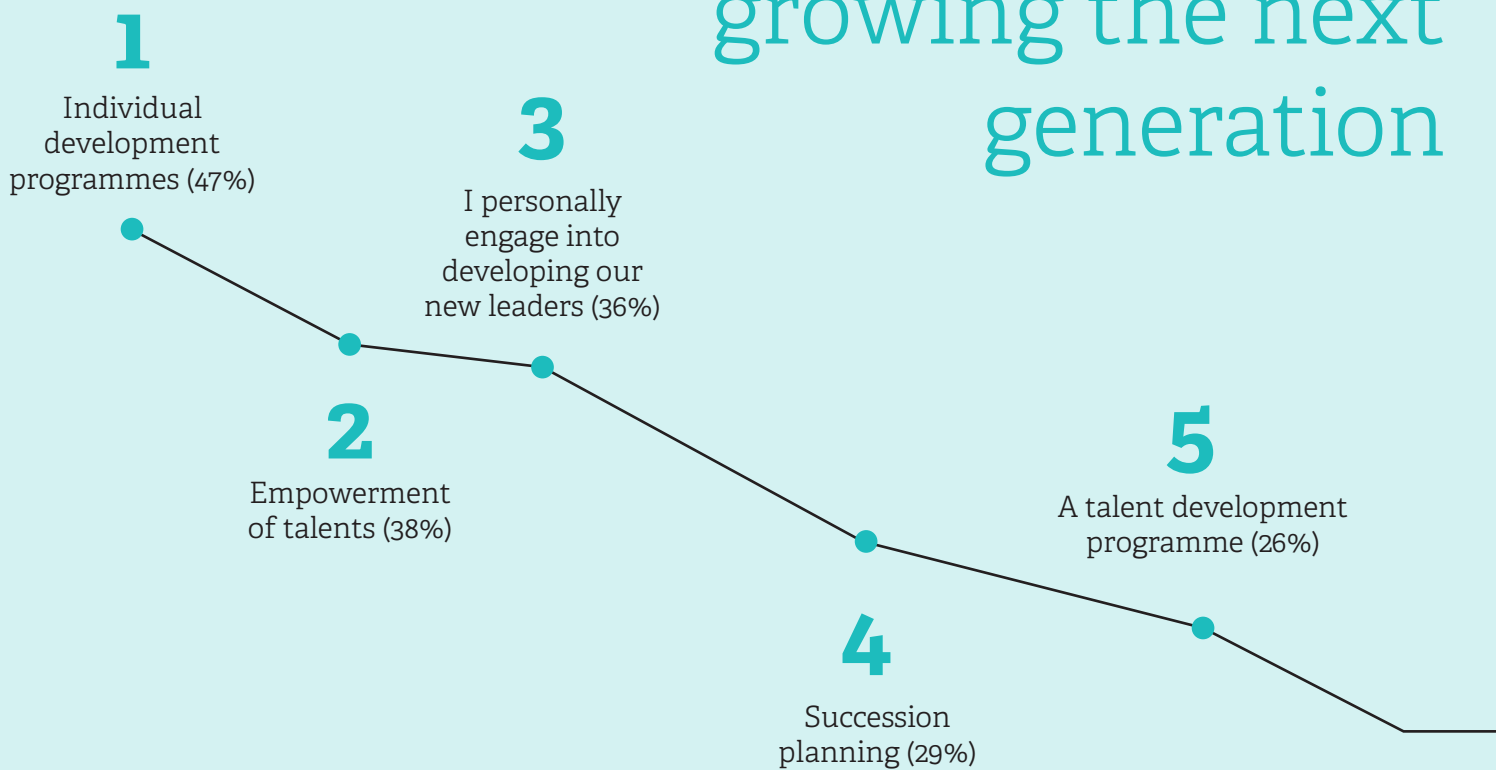 growing the next
generation
1
Individual
development
programmes (47%)
2
Empowerment
of talents (38%)
3
I personally
engage into
developing our
new leaders (36%)
4
Succession
planning (29%)
5
A talent development
programme (26%)